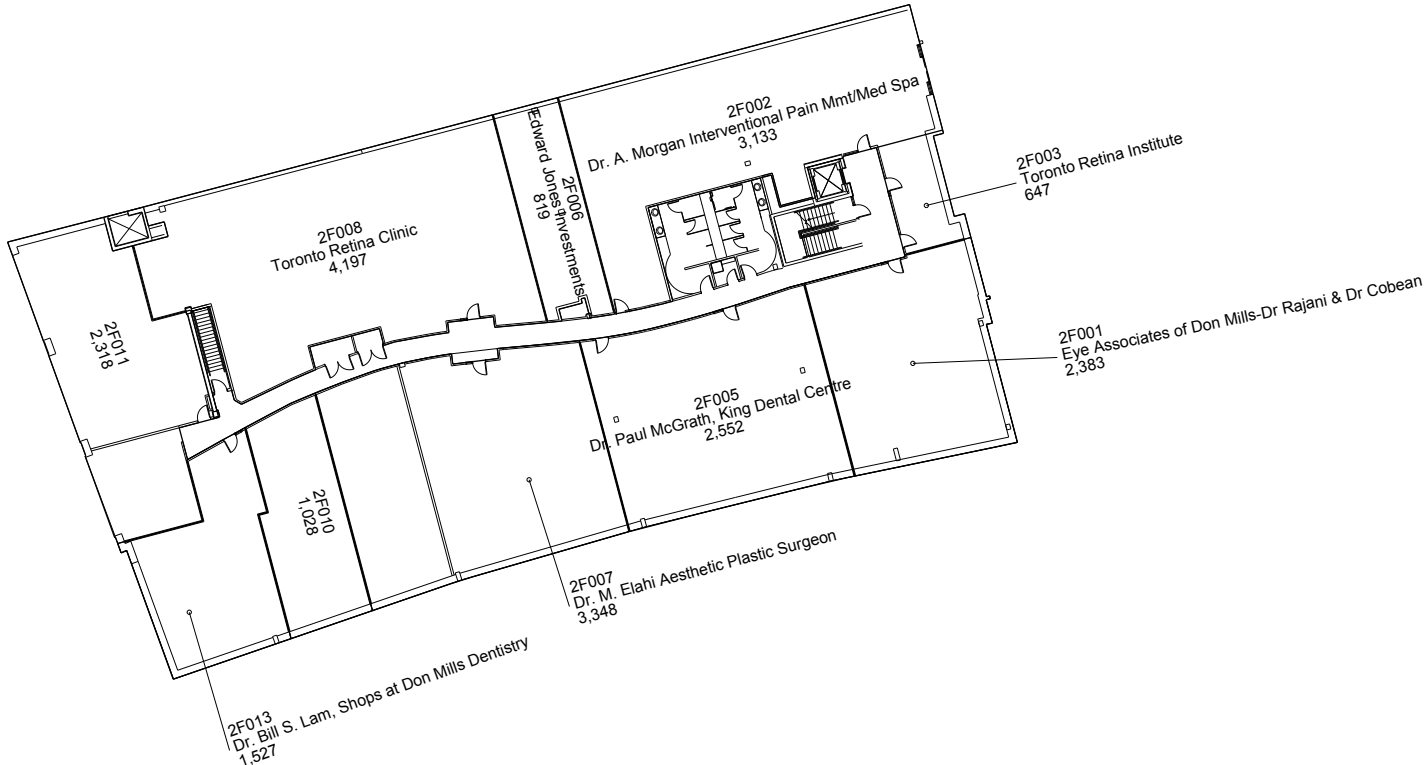 2F002
Dr. A. Morgan Interventional Pain Mmt/Med Spa
3,133
2F003
Toronto Retina Institute
647
2F006
Edward Jones Investments
819
2F008
Toronto Retina Clinic
4,197
2F011
2,318
2F001
Eye Associates of Don Mills-Dr Rajani & Dr Cobean
2,383
2F005
Dr. Paul McGrath, King Dental Centre
2,552
2F010
1,028
2F007
Dr. M. Elahi Aesthetic Plastic Surgeon
3,348
2F013
Dr. Bill S. Lam, Shops at Don Mills Dentistry
1,527